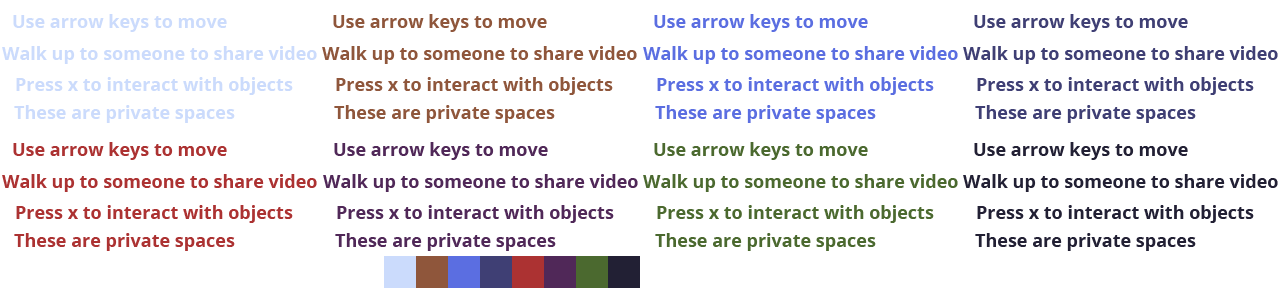 Use arrow keys to move
Walk up to someone to share video
Press x to interact with objects
These are private spaces
Use arrow keys to move
Walk up to someone to share video
Press x to interact with objects
These are private spaces
Use arrow keys to move
Walk up to someone to share video
Press x to interact with objects
These are private spaces
Use arrow keys to move
Walk up to someone to share video
Press x to interact with objects
These are private spaces
Use arrow keys to move
Walk up to someone to share video
Press x to interact with objects
These are private spaces
Use arrow keys to move
Walk up to someone to share video
Press x to interact with objects
These are private spaces
Use arrow keys to move
Walk up to someone to share video
Press x to interact with objects
These are private spaces
Use arrow keys to move
Walk up to someone to share video
Press x to interact with objects
These are private spaces